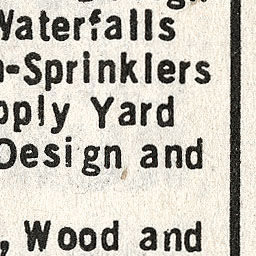 Waterfalls
n-Sprinklers
pply Yard
Design and
, Wood and